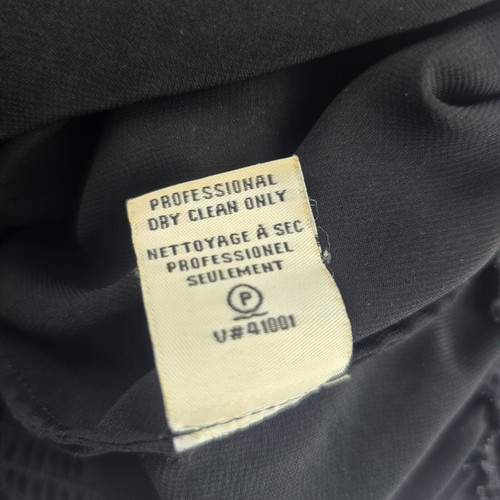 PROFESSIONAL
DRY CLEAN ONLY
NETTOYAGE À SEC
PROFESSIONEL
SEULEMENT
P
V#41001